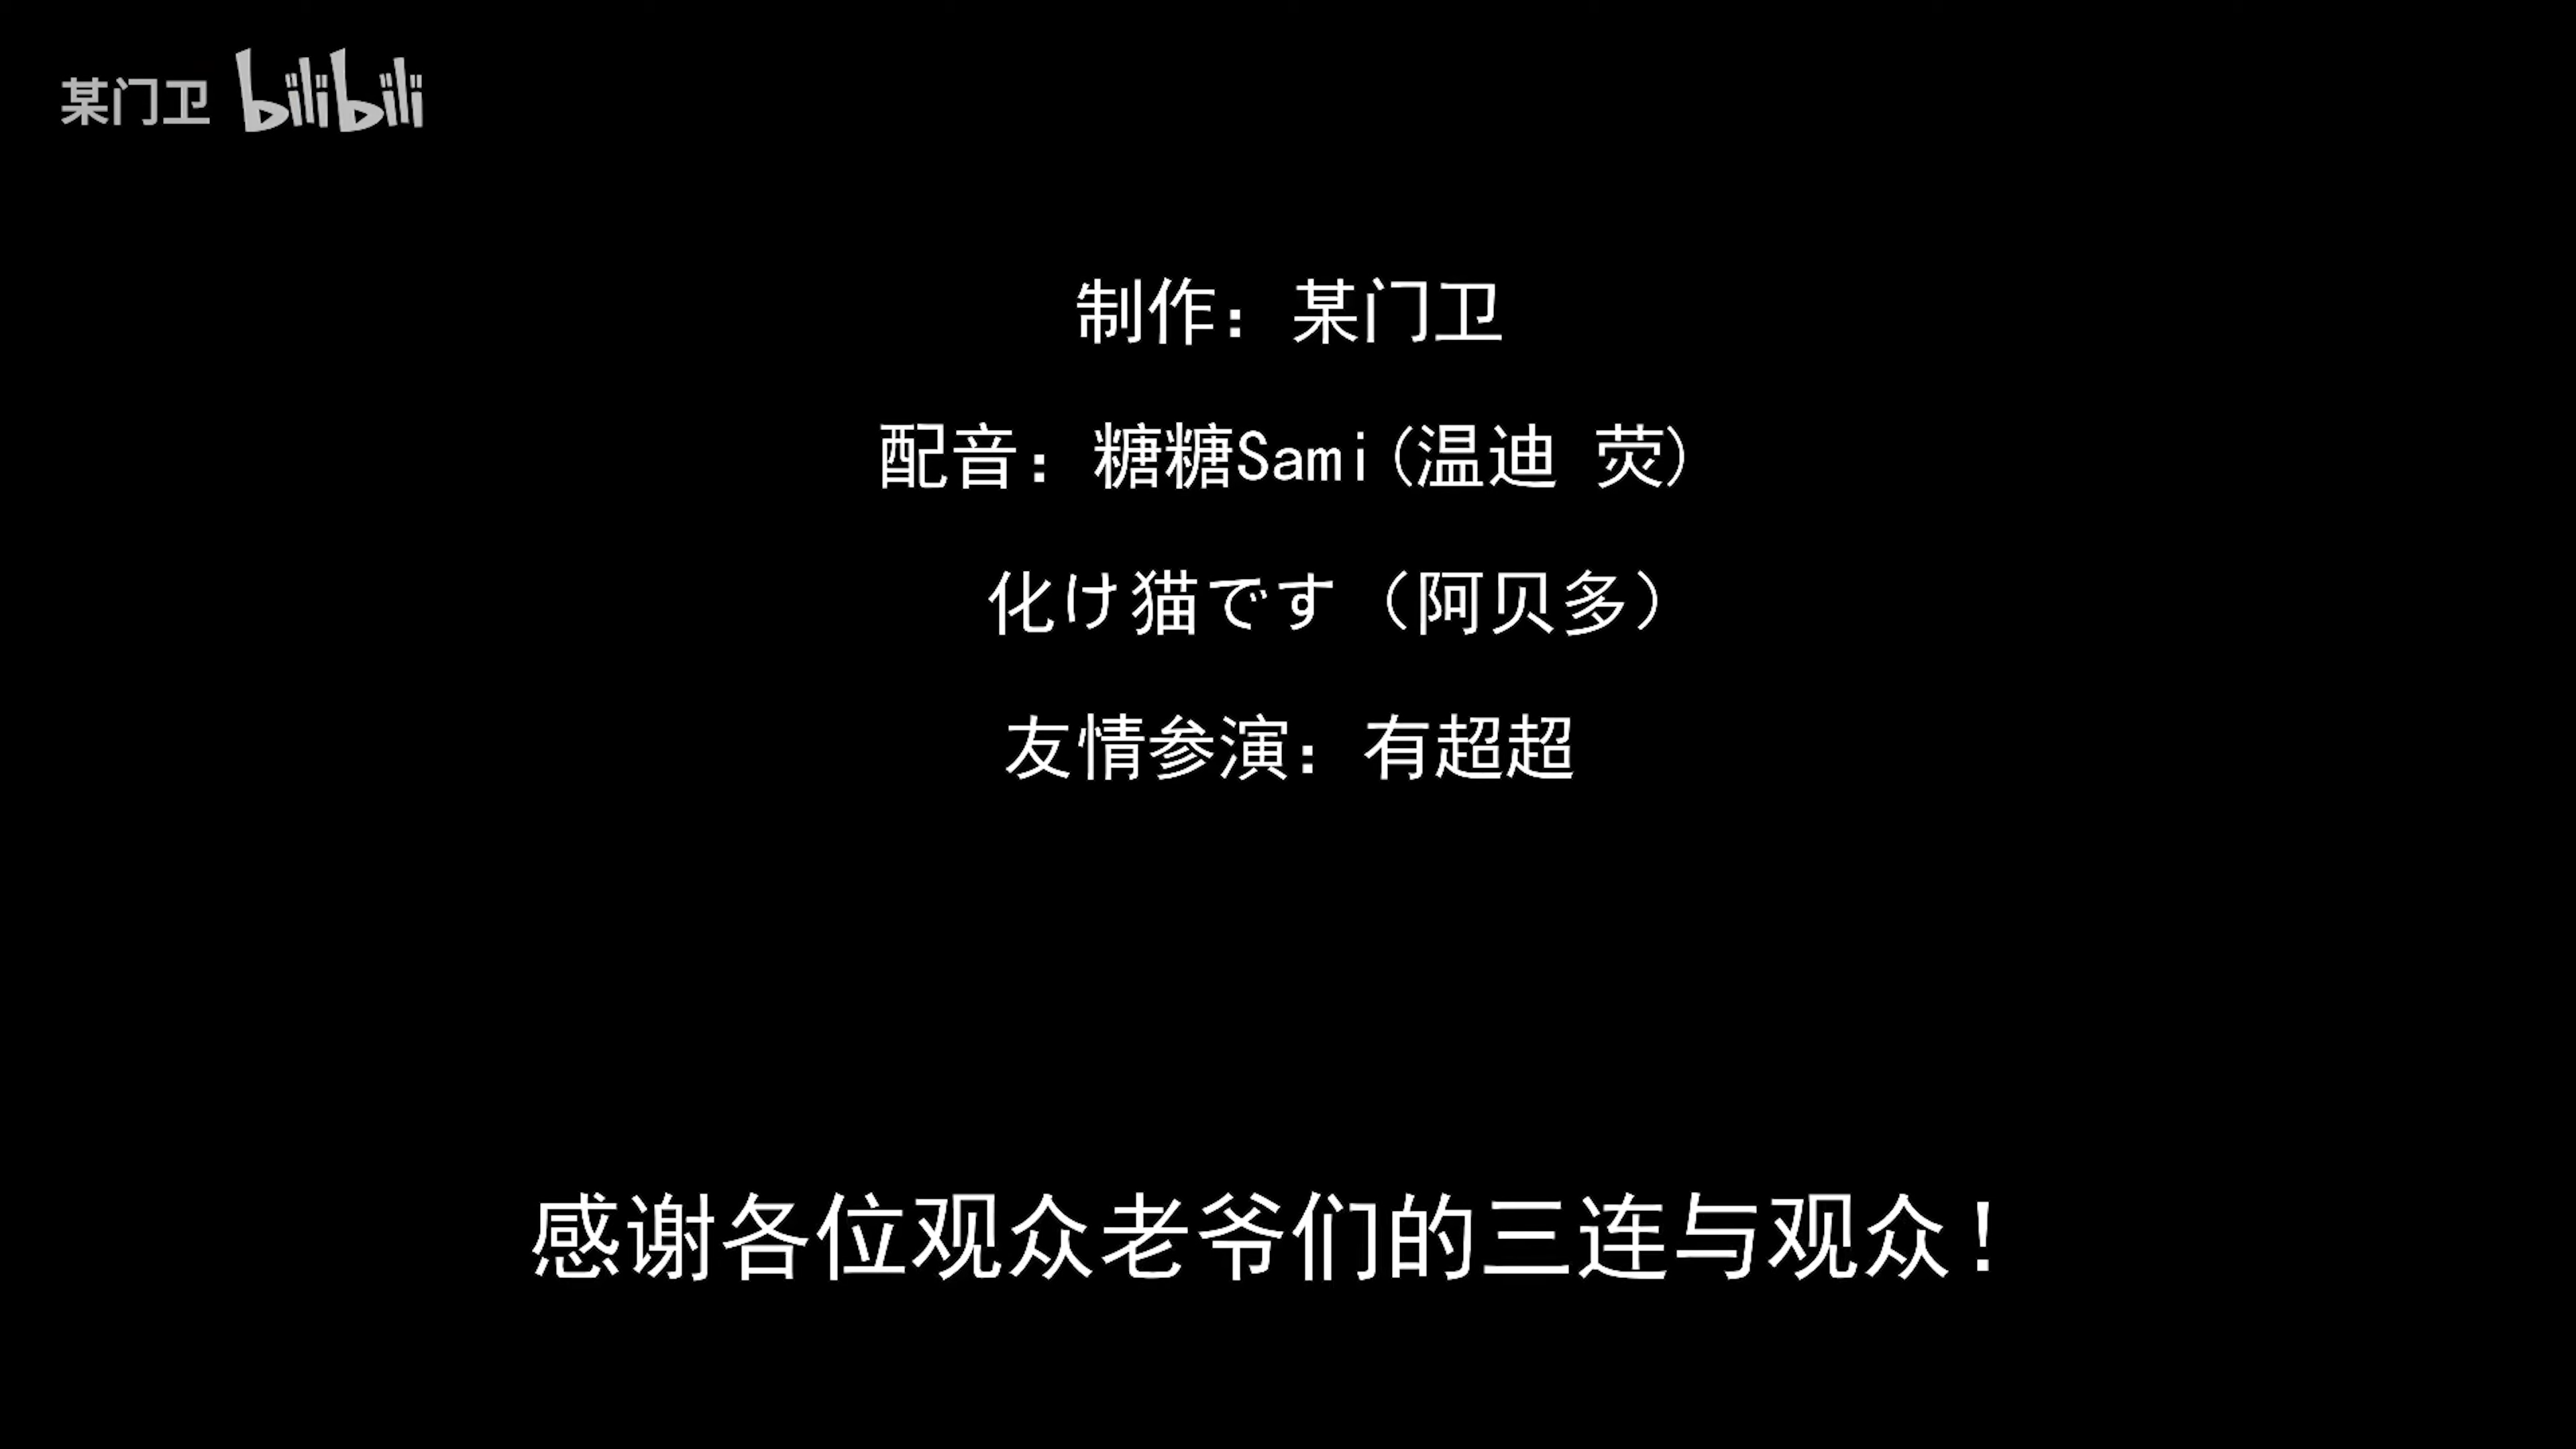 某门卫 bilibili
制作：某门卫
配音：糖糖Sami(温迪 荧)
化け猫です（阿贝多）
友情参演：有超超
感谢各位观众老爷们的三连与观众！